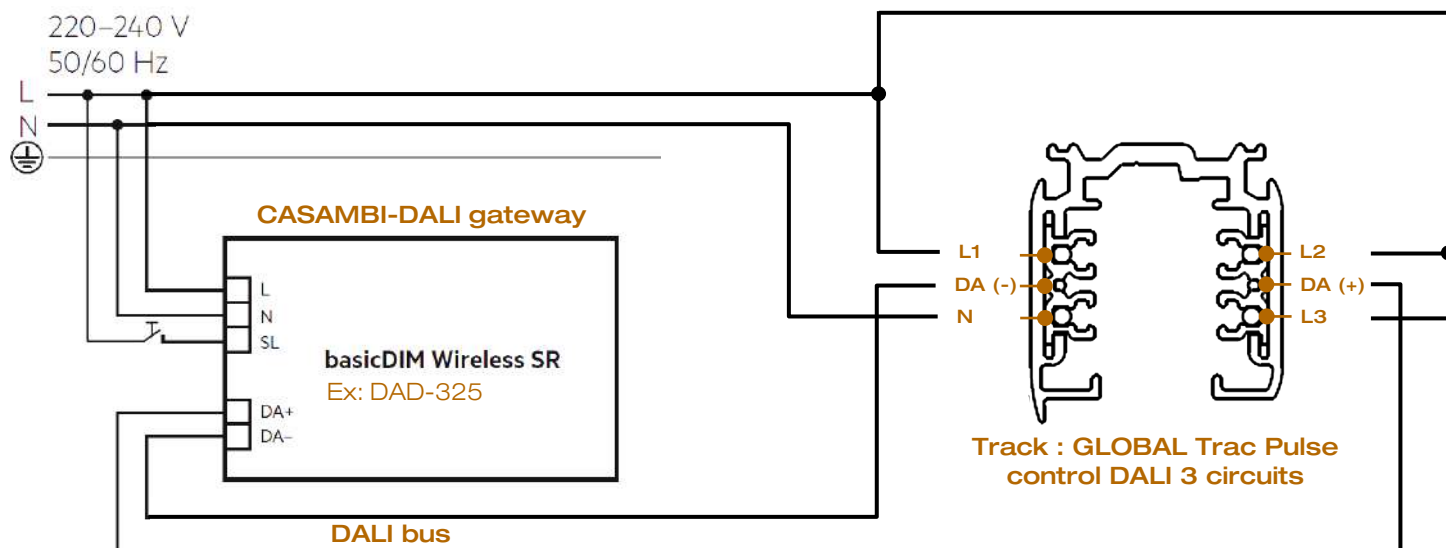 220–240 V
50/60 Hz
L
N
CASAMBI-DALI gateway
L
N
SL
basicDIM Wireless SR
Ex: DAD-325
DA+
DA–
DALI bus
L1
DA (-)
N
L2
DA (+)
L3
Track : GLOBAL Trac Pulse
control DALI 3 circuits